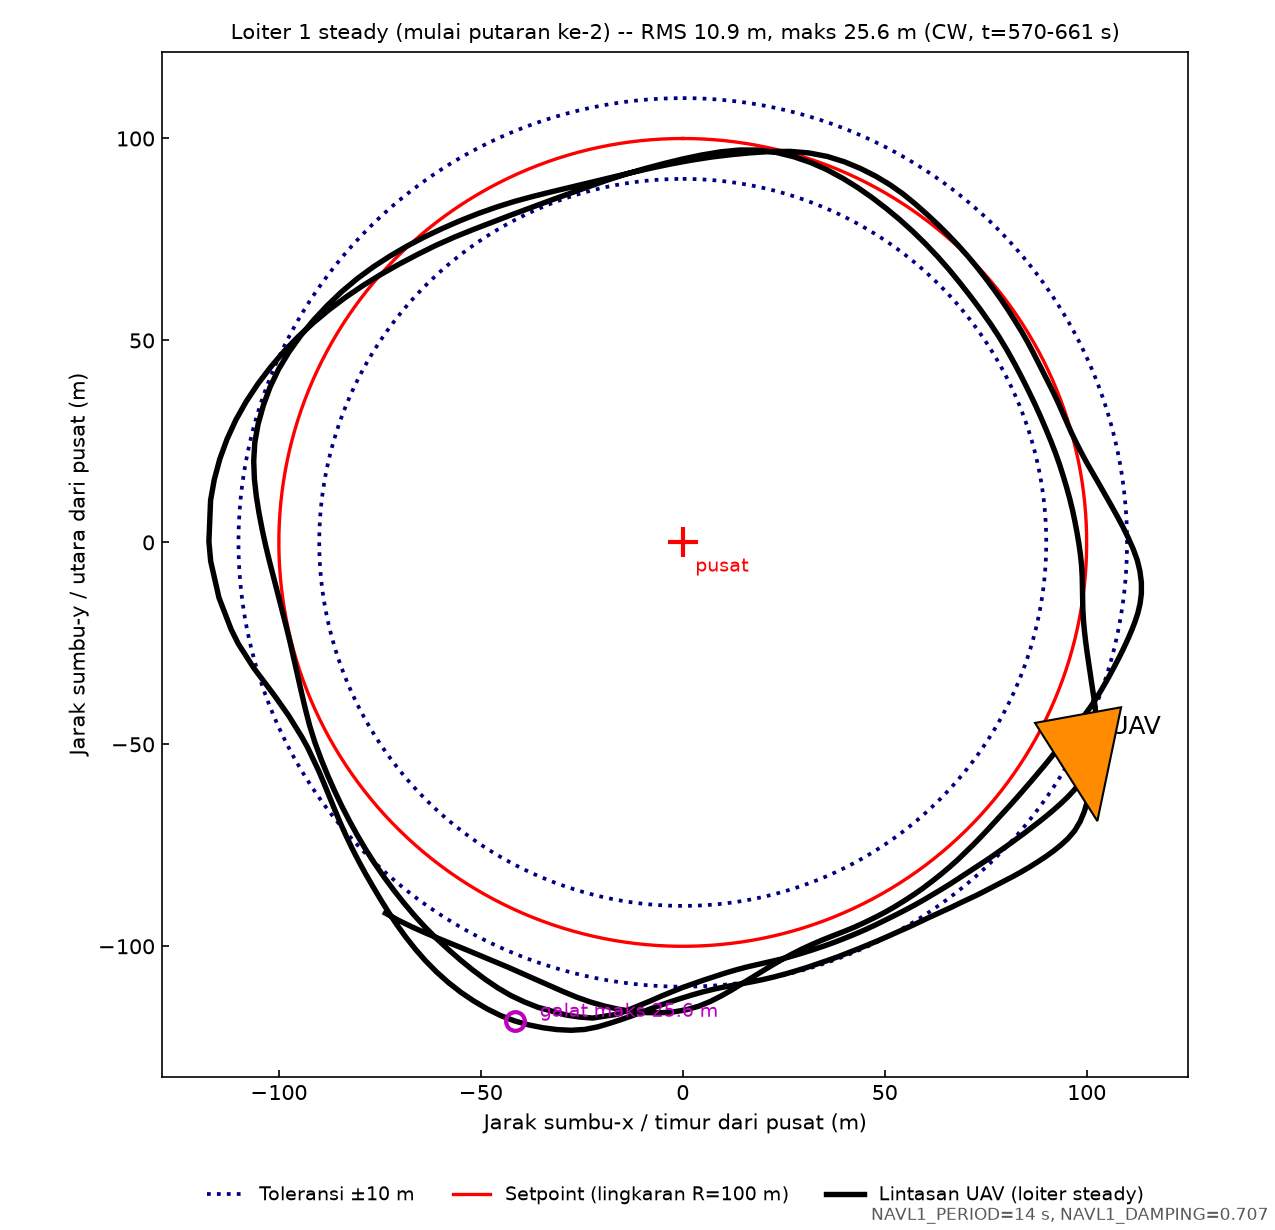 Loiter 1 steady (mulai putaran ke-2) -- RMS 10.9 m, maks 25.6 m (CW, t=570-661 s)
Jarak sumbu-y / utara dari pusat (m)
100
50
0
−50
−100
pusat
UAV
galat maks 25.6 m
−100
−50
0
50
100
Jarak sumbu-x / timur dari pusat (m)
Toleransi ±10 m
Setpoint (lingkaran R=100 m)
Lintasan UAV (loiter steady)
NAVL1_PERIOD=14 s, NAVL1_DAMPING=0.707